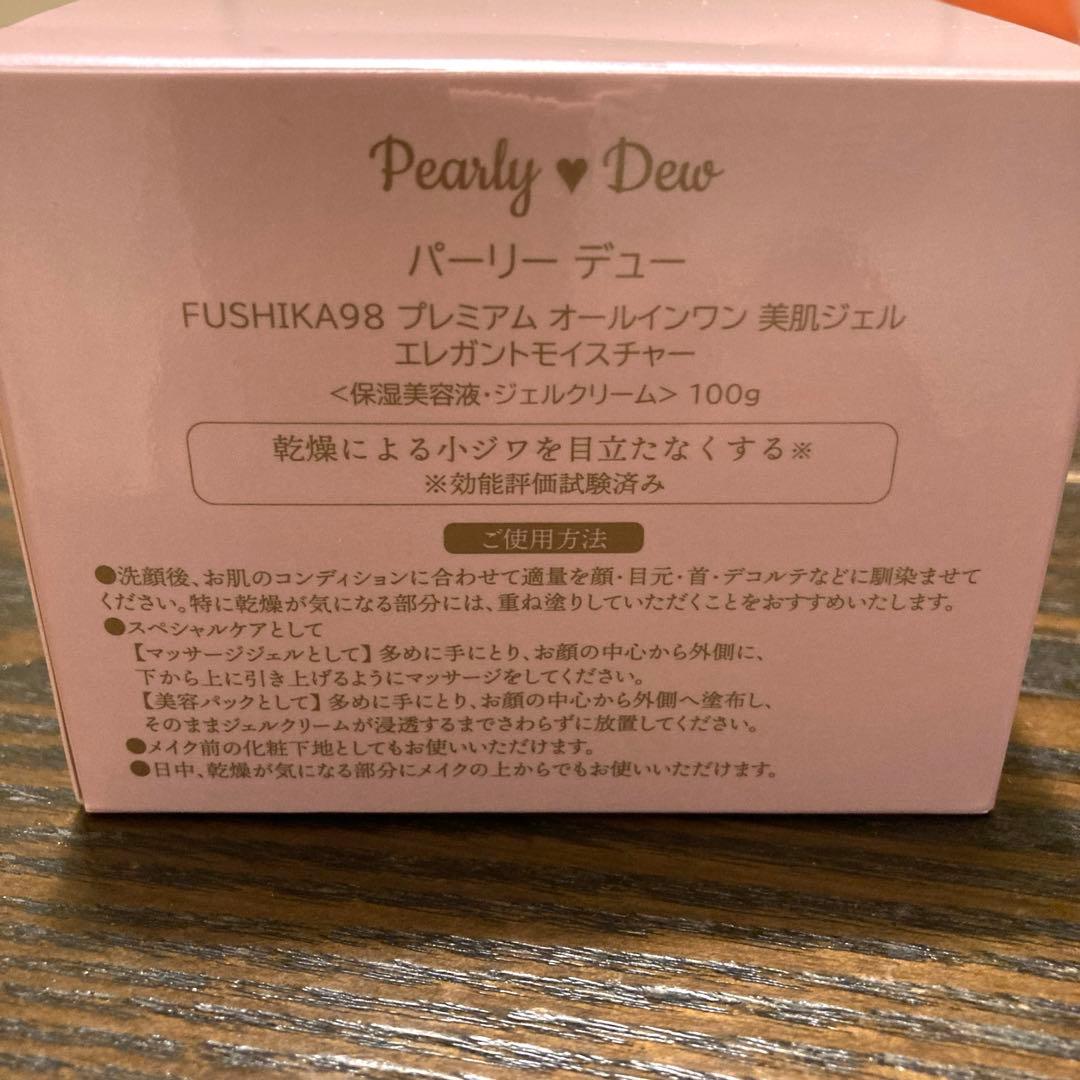 Pearly ♥ Dew
パーリー デュー
FUSHIKA98 プレミアム オールインワン 美肌ジェル
エレガントモイスチャー
<保湿美容液・ジェルクリーム> 100g
乾燥による小ジワを目立たなくする※
※効能評価試験済み
ご使用方法
●洗顔後、お肌のコンディションに合わせて適量を顔・目元・首・デコルテなどに馴染ませて
ください。特に乾燥が気になる部分には、重ね塗りしていただくことをおすすめいたします。
●スペシャルケアとして
【マッサージジェルとして】多めに手にとり、お顔の中心から外側に、
下から上に引き上げるようにマッサージをしてください。
【美容パックとして】多めに手にとり、お顔の中心から外側へ塗布し、
そのままジェルクリームが浸透するまでさわらずに放置してください。
●メイク前の化粧下地としてもお使いいただけます。
●日中、乾燥が気になる部分にメイクの上からでもお使いいただけます。